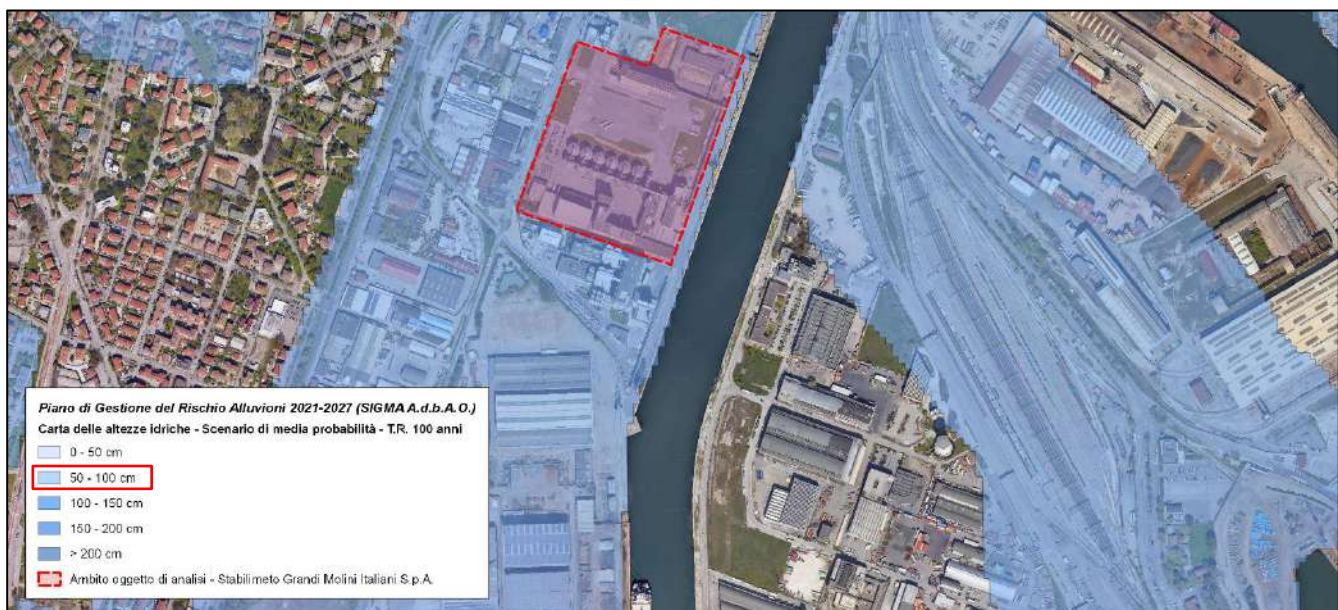 Piano di Gestione del Rischio Alluvioni 2021-2027 (SIGMA A.d.b.A.O.)
Carta delle altezze idriche - Scenario di media probabilità - T.R. 100 anni
0 - 50 cm
50 - 100 cm
100 - 150 cm
150 - 200 cm
> 200 cm
Ambito oggetto di analisi - Stabilimeto Grandi Molini Italiani S.p.A.